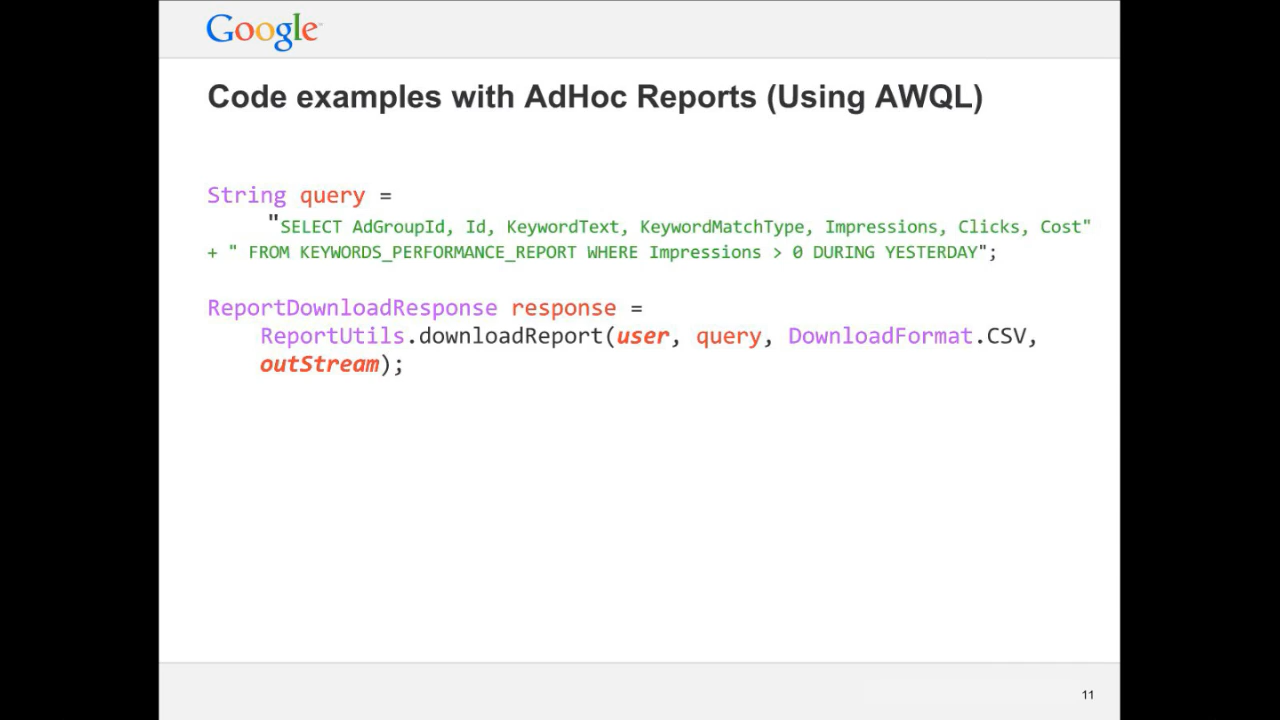 Google
Code examples with AdHoc Reports (Using AWQL)
String query =
"SELECT AdGroupId, Id, KeywordText, KeywordMatchType, Impressions, Clicks, Cost"
+ " FROM KEYWORDS_PERFORMANCE_REPORT WHERE Impressions > 0 DURING YESTERDAY";
ReportDownloadResponse response =
ReportUtils.downloadReport(user, query, DownloadFormat.CSV,
outStream);
11